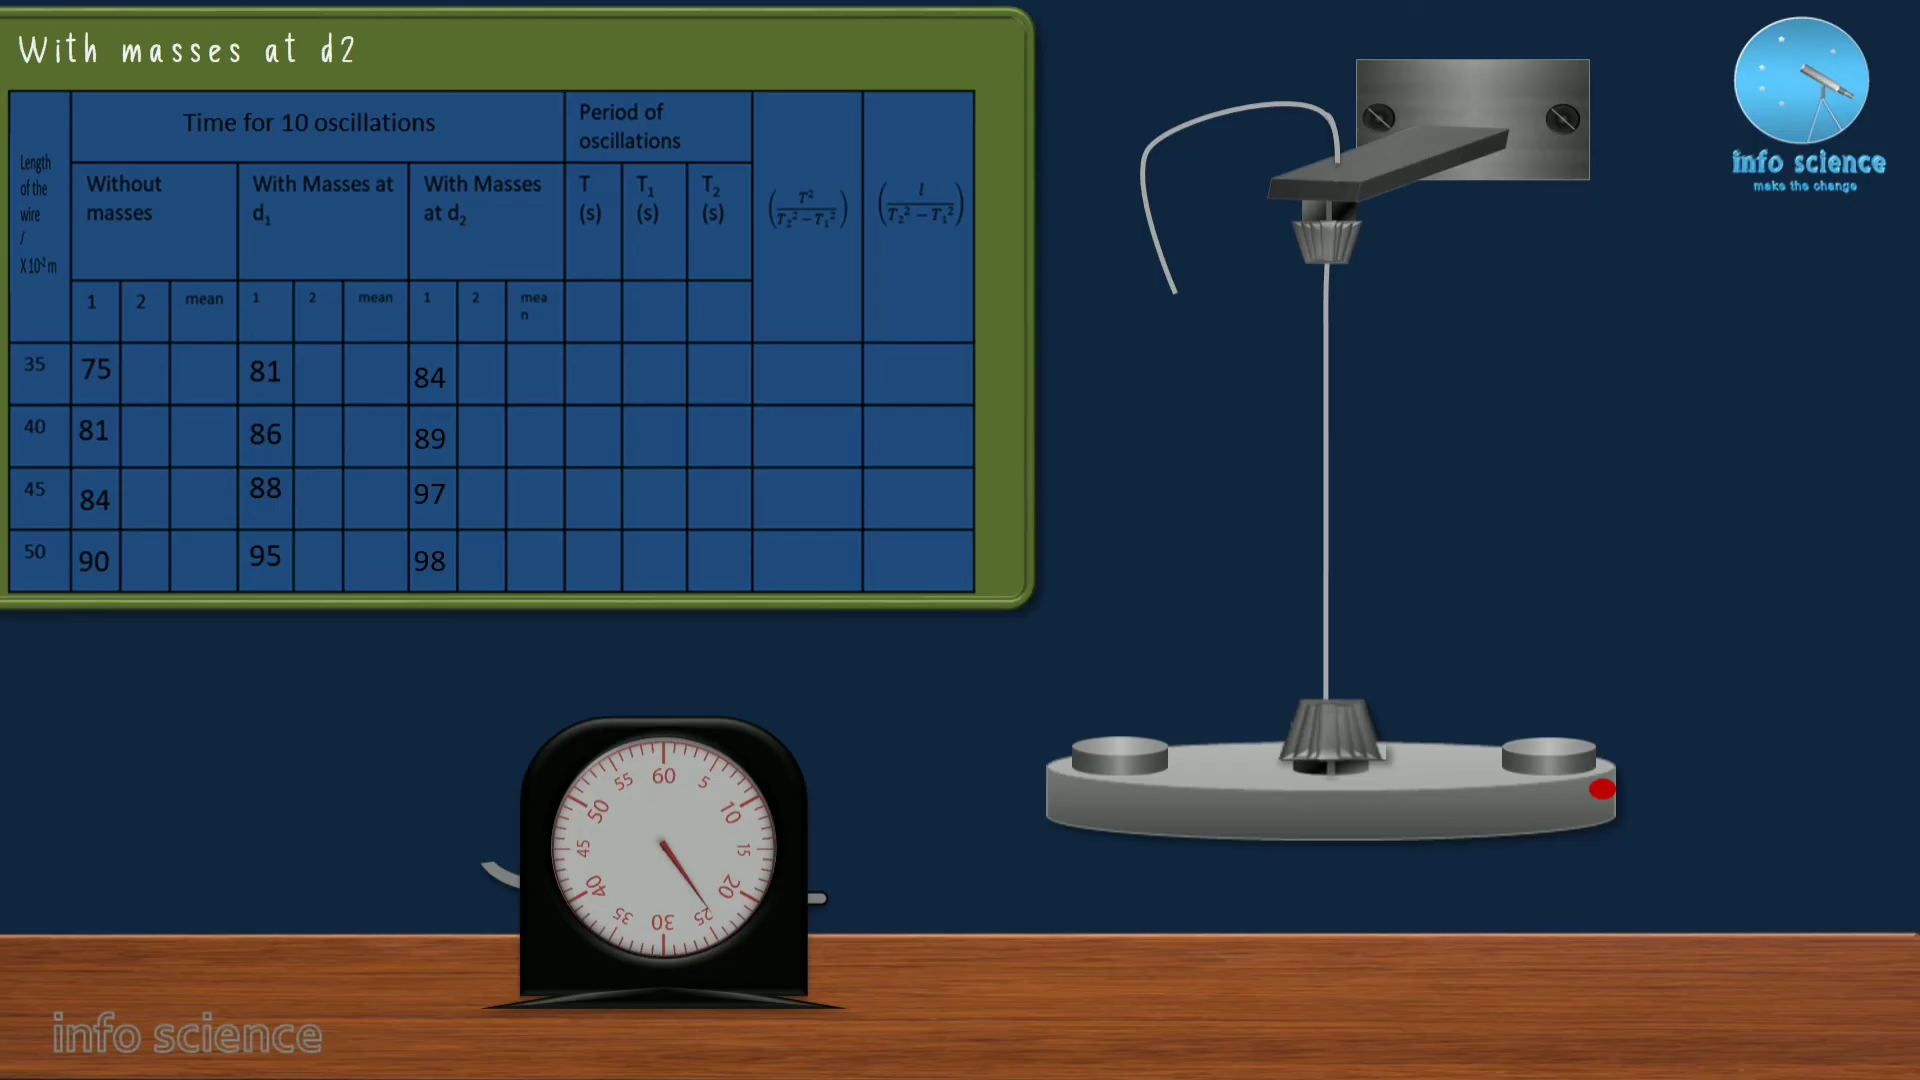 With masses at d2
Time for 10 oscillations
Period of
oscillations
Length
of the
wire
l
X 10⁻² m
Without
masses
With Masses at
d₁
With Masses
at d₂
T
(s)
T₁
(s)
T₂
(s)
(T²/(T₂² − T₁²))
(l/(T₂² − T₁²))
1 2 mean 1 2 mean 1 2 mea
n
35 75 81 84
40 81 86 89
45 84 88 97
50 90 95 98
info science
make the change
60 5 10 15 20 25 30 35 40 45 50 55
info science